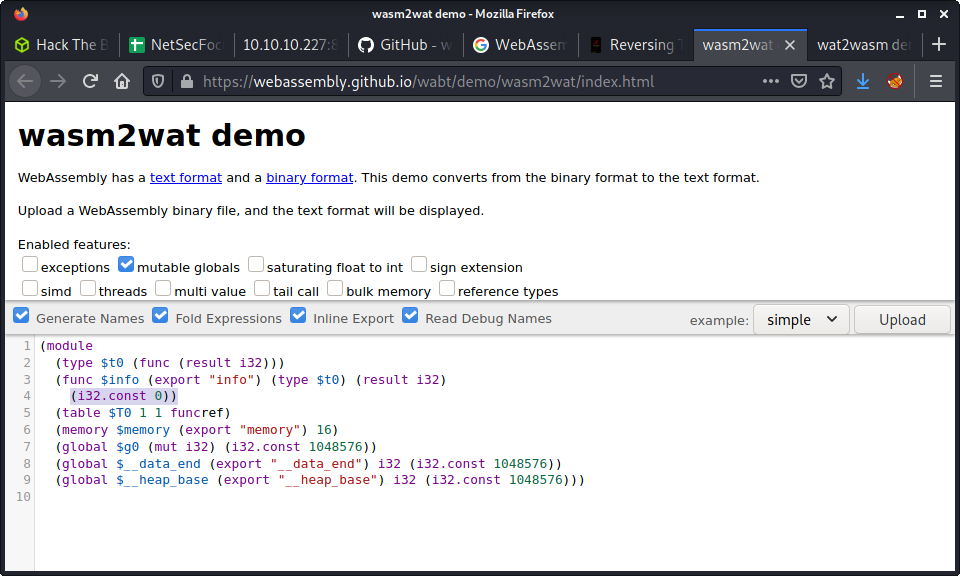 wasm2wat demo - Mozilla Firefox
Hack The B
NetSecFoc
10.10.10.227:8
GitHub - w
WebAssem
Reversing T
wasm2wat
wat2wasm de
https://webassembly.github.io/wabt/demo/wasm2wat/index.html
wasm2wat demo
WebAssembly has a text format and a binary format. This demo converts from the binary format to the text format.
Upload a WebAssembly binary file, and the text format will be displayed.
Enabled features:
exceptions mutable globals saturating float to int sign extension
simd threads multi value tail call bulk memory reference types
Generate Names Fold Expressions Inline Export Read Debug Names example: simple Upload
1 (module
2 (type $t0 (func (result i32)))
3 (func $info (export "info") (type $t0) (result i32)
4 (i32.const 0))
5 (table $T0 1 1 funcref)
6 (memory $memory (export "memory") 16)
7 (global $g0 (mut i32) (i32.const 1048576))
8 (global $__data_end (export "__data_end") i32 (i32.const 1048576))
9 (global $__heap_base (export "__heap_base") i32 (i32.const 1048576)))
10